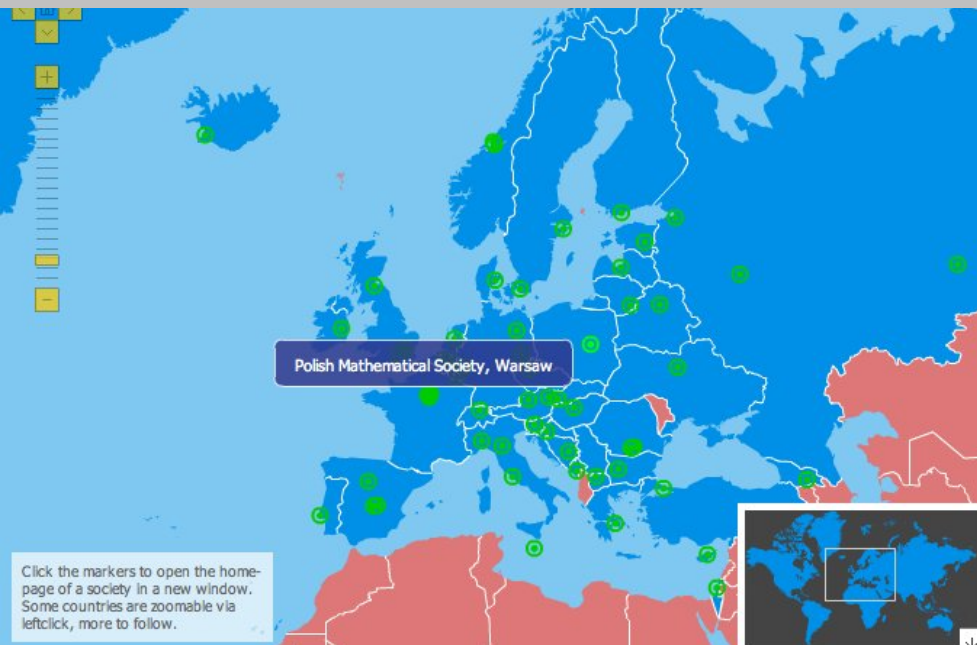 Polish Mathematical Society, Warsaw
Click the markers to open the home-
page of a society in a new window.
Some countries are zoomable via
leftclick, more to follow.